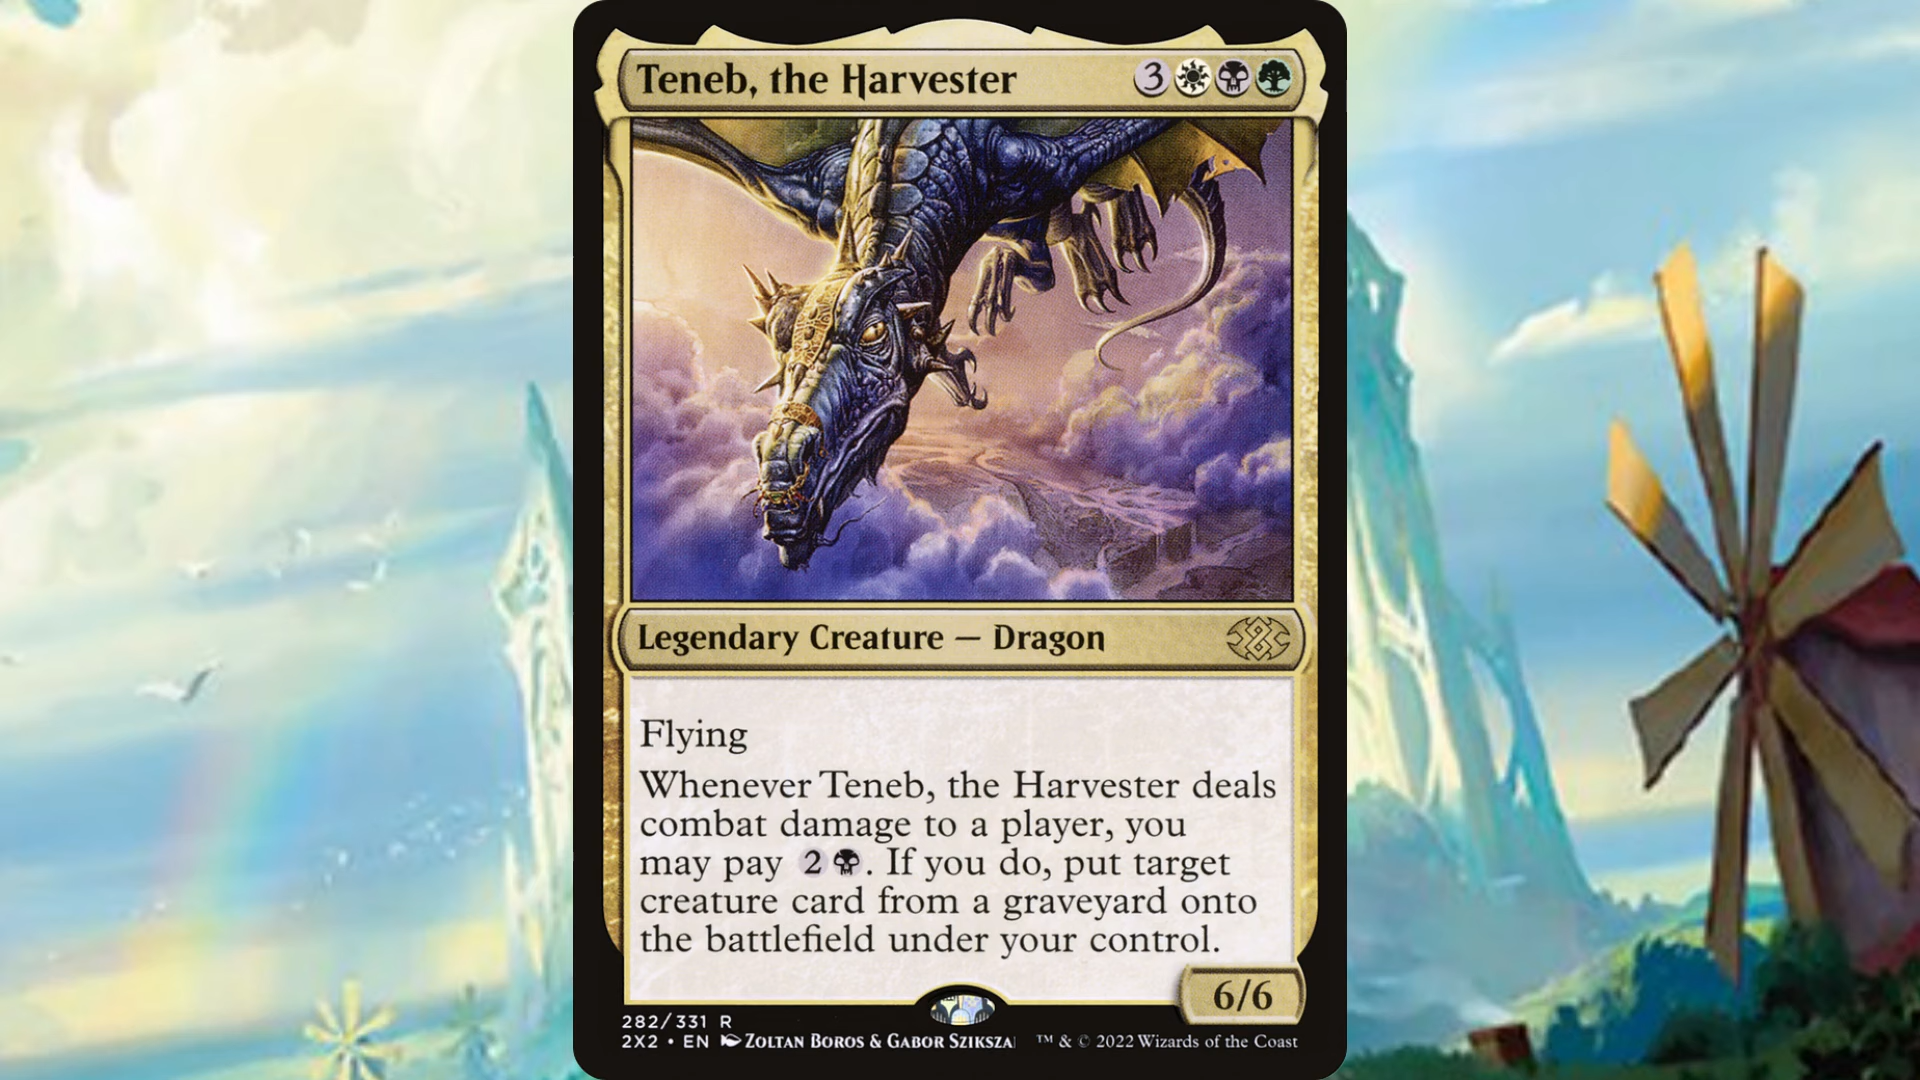 Teneb, the Harvester 3
Legendary Creature — Dragon
Flying
Whenever Teneb, the Harvester deals
combat damage to a player, you
may pay 2. If you do, put target
creature card from a graveyard onto
the battlefield under your control.
6/6
282/331 R
2X2 • EN ZOLTAN BOROS & GABOR SZIKSZAI ™ & © 2022 Wizards of the Coast